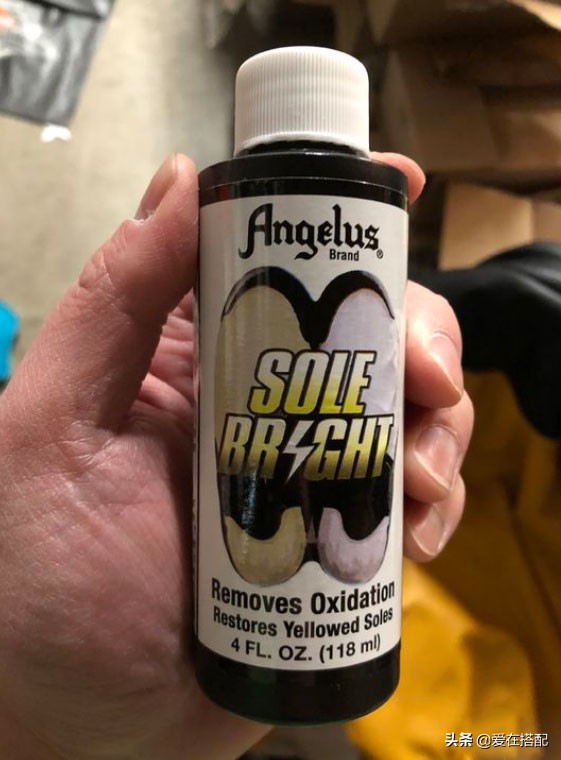 Angelus®
Brand
SOLE
BRIGHT
Removes Oxidation
Restores Yellowed Soles
4 FL. OZ. (118 ml)
头条 @爱在搭配